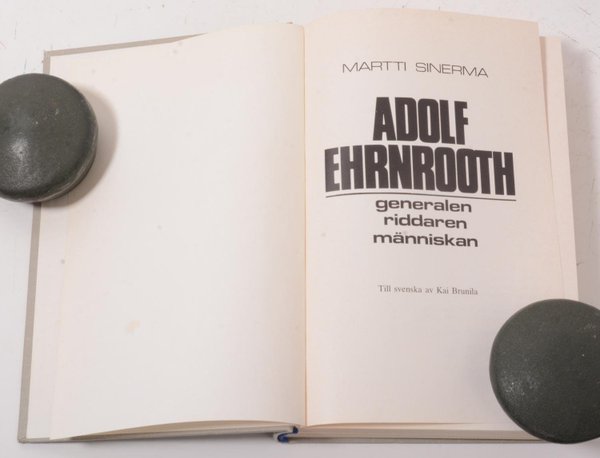 MARTTI SINERMA
ADOLF
EHRNROOTH
generalen
riddaren
människan
Till svenska av Kai Brunila